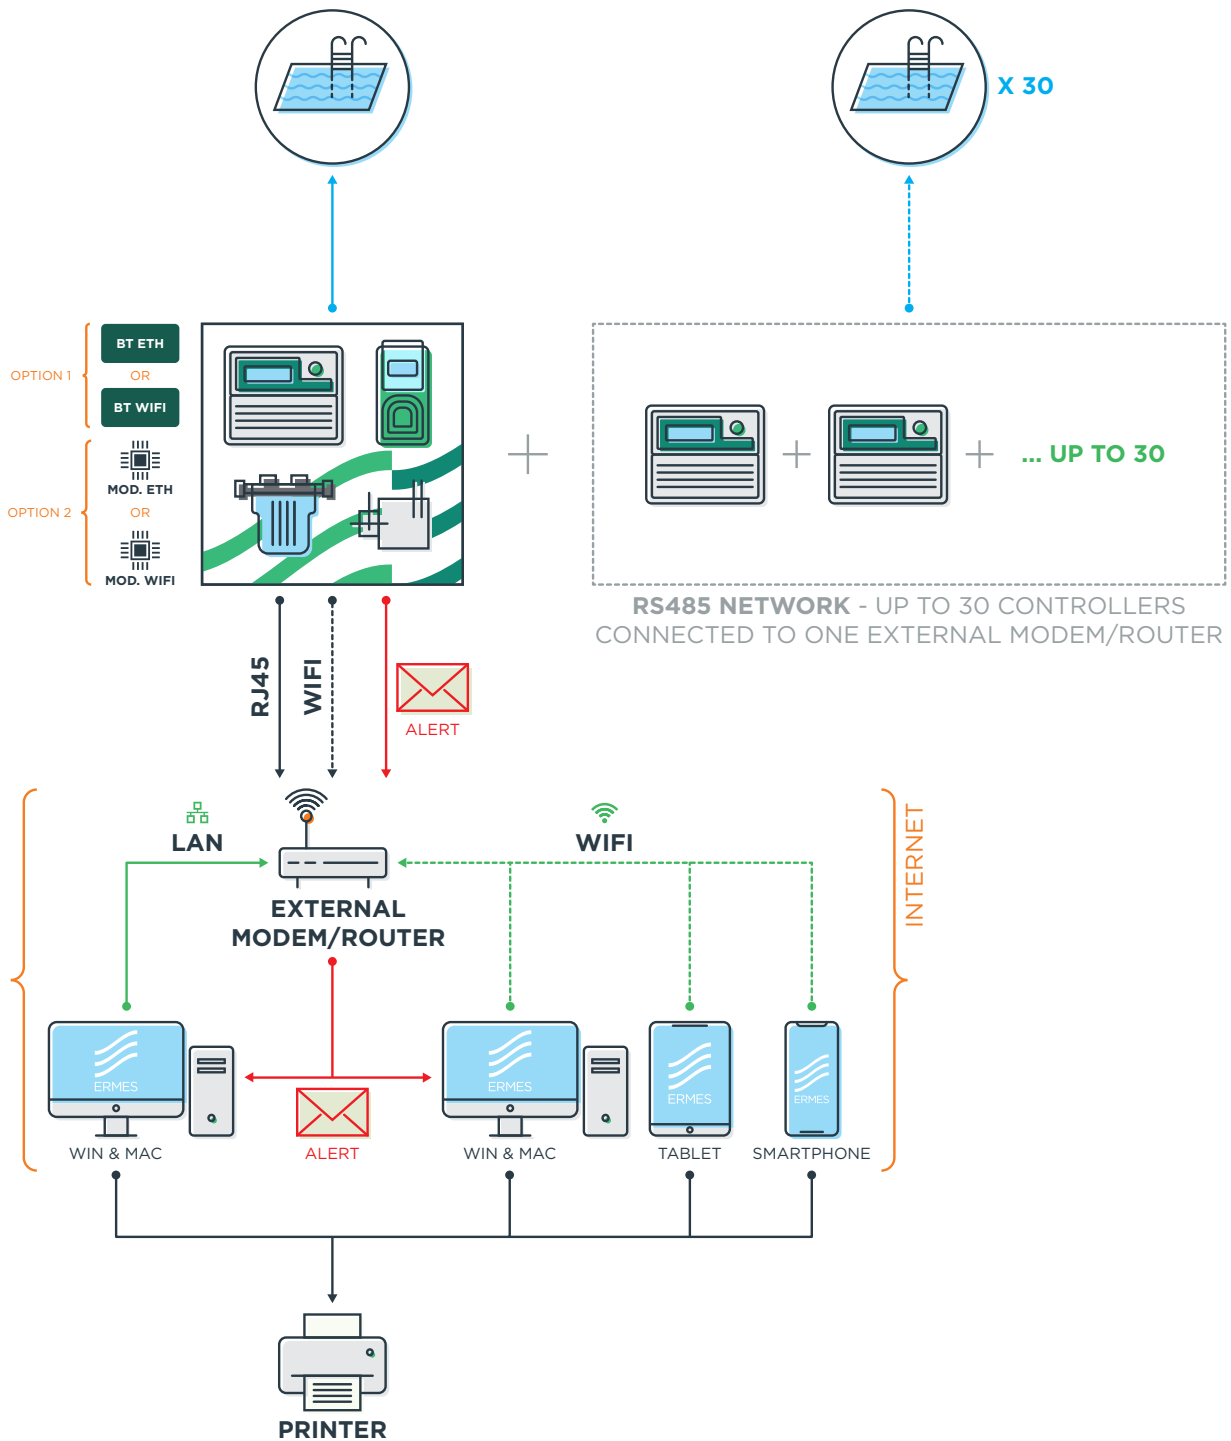 X 30
OPTION 1
BT ETH
OR
BT WIFI
OPTION 2
MOD. ETH
OR
MOD. WIFI
... UP TO 30
RS485 NETWORK - UP TO 30 CONTROLLERS
CONNECTED TO ONE EXTERNAL MODEM/ROUTER
RJ45
WIFI
ALERT
LAN
WIFI
INTERNET
EXTERNAL
MODEM/ROUTER
ERMES
ERMES
ERMES
ERMES
WIN & MAC
ALERT
WIN & MAC
TABLET
SMARTPHONE
PRINTER